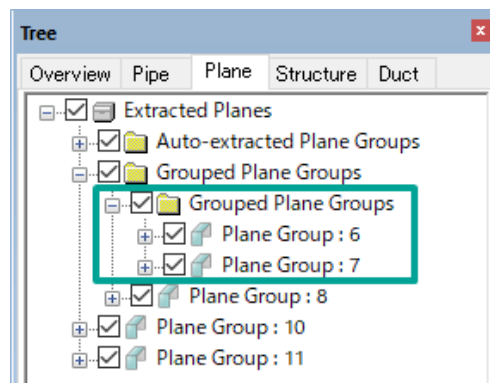 Tree
Overview Pipe Plane Structure Duct
Extracted Planes
Auto-extracted Plane Groups
Grouped Plane Groups
Grouped Plane Groups
Plane Group : 6
Plane Group : 7
Plane Group : 8
Plane Group : 10
Plane Group : 11